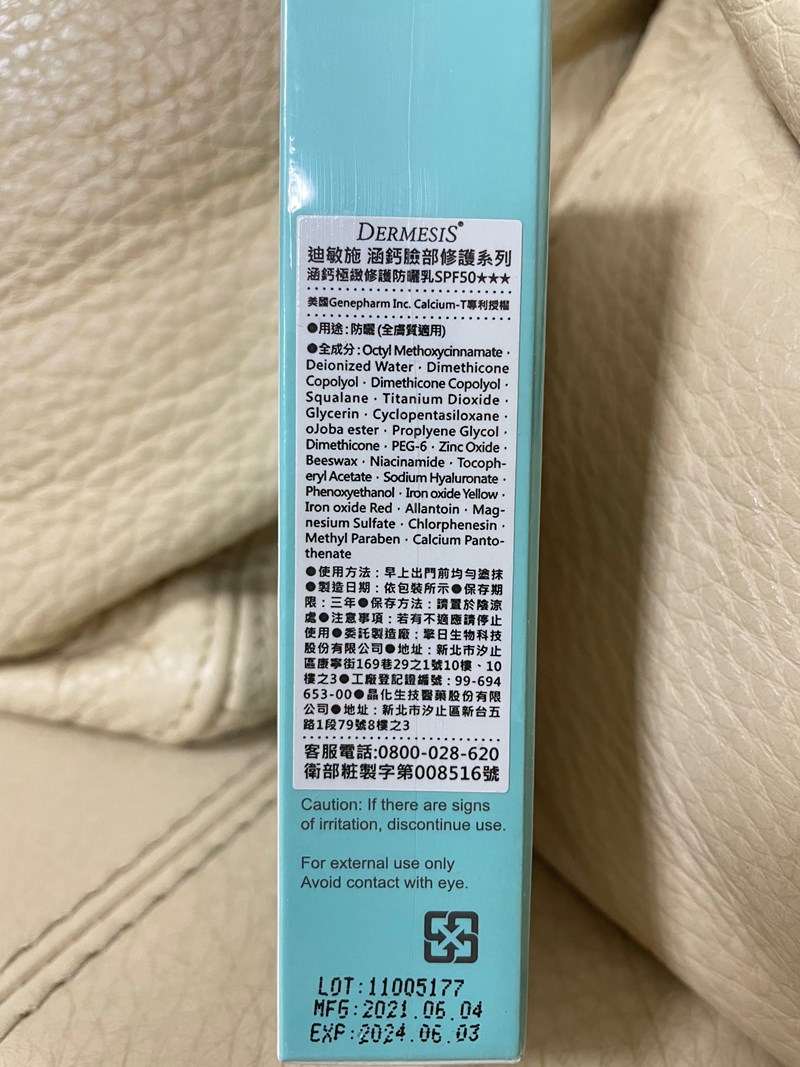 DERMESIS®
迪敏施 涵鈣臉部修護系列
涵鈣極緻修護防曬乳SPF50★★★
美國Genepharm Inc. Calcium-T專利授權
●用途:防曬(全膚質適用)
●全成分:Octyl Methoxycinnamate·
Deionized Water · Dimethicone
Copolyol · Dimethicone Copolyol ·
Squalane · Titanium Dioxide ·
Glycerin · Cyclopentasiloxane ·
oJoba ester · Proplyene Glycol ·
Dimethicone · PEG-6 · Zinc Oxide ·
Beeswax · Niacinamide · Tocoph-
eryl Acetate · Sodium Hyaluronate ·
Phenoxyethanol · Iron oxide Yellow ·
Iron oxide Red · Allantoin · Mag-
nesium Sulfate · Chlorphenesin ·
Methyl Paraben · Calcium Panto-
thenate
●使用方法：早上出門前均勻塗抹
●製造日期：依包裝所示●保存期
限：三年●保存方法：請置於陰涼
處●注意事項：若有不適應請停止
使用●委託製造廠：擎日生物科技
股份有限公司●地址：新北市汐止
區康寧街169巷29之1號10樓、10
樓之3●工廠登記證編號：99-694
653-00●晶化生技醫藥股份有限
公司●地址：新北市汐止區新台五
路1段79號8樓之3
客服電話:0800-028-620
衛部粧製字第008516號
Caution: If there are signs
of irritation, discontinue use.
For external use only
Avoid contact with eye.
LOT:11005177
MFG:2021.06.04
EXP:2024.06.03